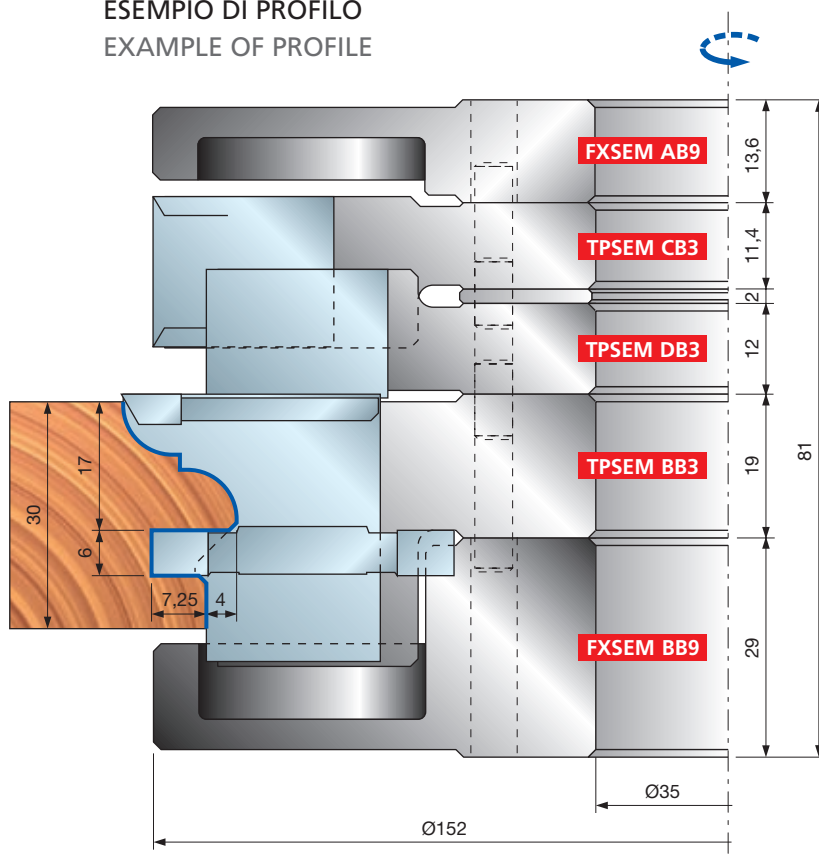 ESEMPIO DI PROFILO
EXAMPLE OF PROFILE
FXSEM AB9
13,6
TPSEM CB3
11,4
2
TPSEM DB3
12
TPSEM BB3
19
81
17
30
6
7,25
4
FXSEM BB9
29
Ø35
Ø152